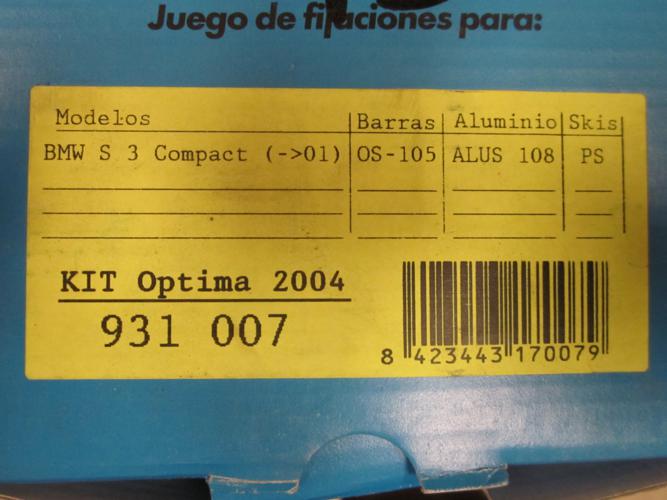 Juego de fijaciones para:
Modelos Barras Aluminio Skis
BMW S 3 Compact (->01) OS-105 ALUS 108 PS
KIT Optima 2004
931 007
8 423443 170079